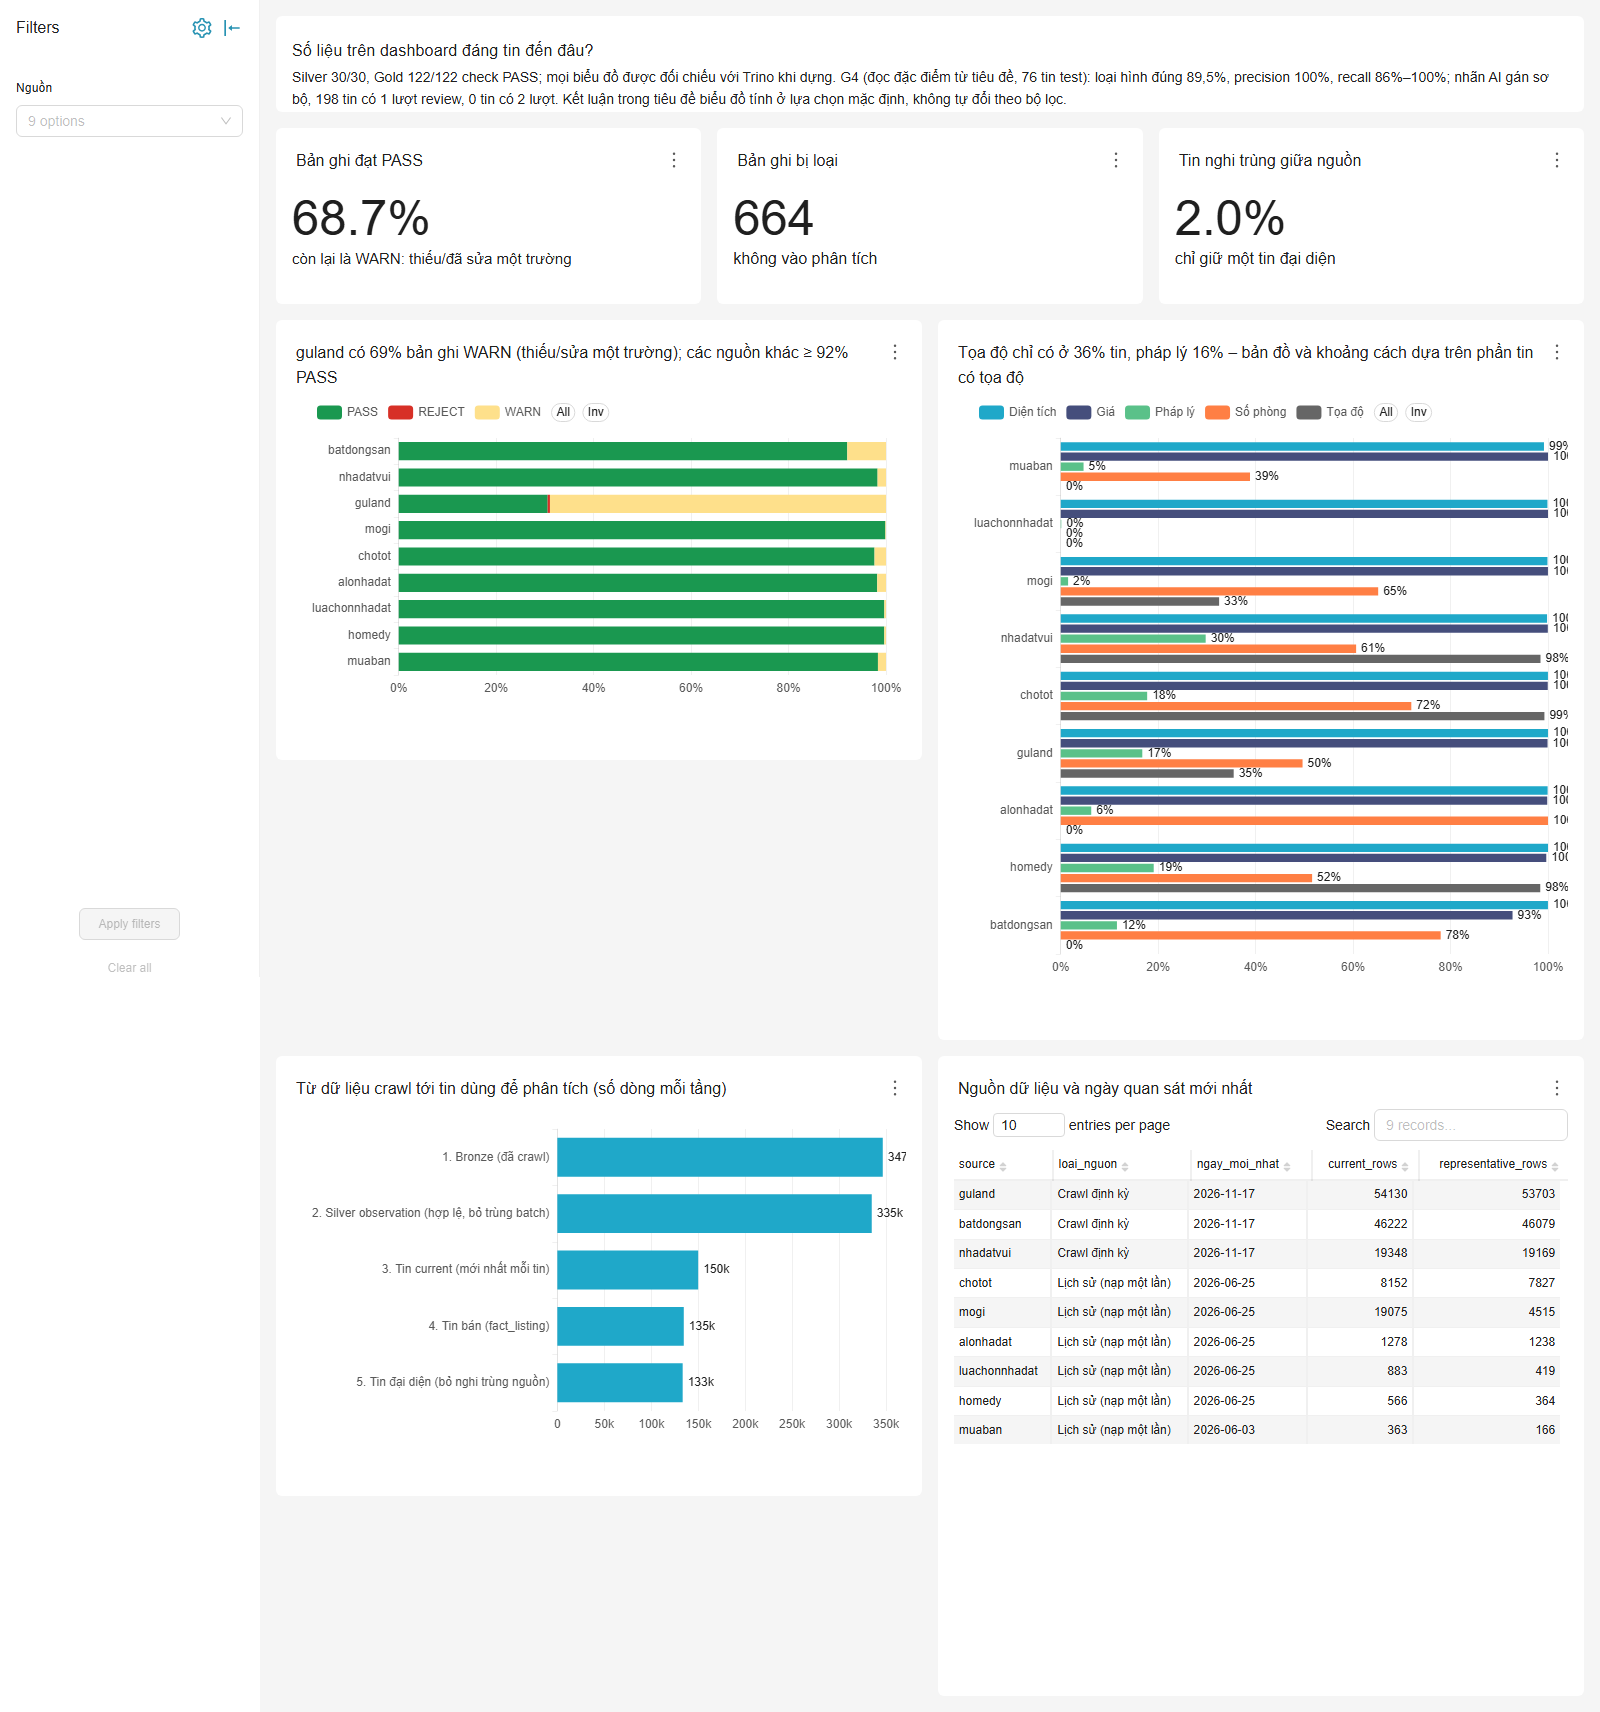 Filters
Nguồn
9 options
Apply filters
Clear all
Số liệu trên dashboard đáng tin đến đâu?
Silver 30/30, Gold 122/122 check PASS; mọi biểu đồ được đối chiếu với Trino khi dựng. G4 (đọc đặc điểm từ tiêu đề, 76 tin test): loại hình đúng 89,5%, precision 100%, recall 86%–100%; nhãn AI gán sơ
bộ, 198 tin có 1 lượt review, 0 tin có 2 lượt. Kết luận trong tiêu đề biểu đồ tính ở lựa chọn mặc định, không tự đổi theo bộ lọc.
Bản ghi đạt PASS
68.7%
còn lại là WARN: thiếu/đã sửa một trường
Bản ghi bị loại
664
không vào phân tích
Tin nghi trùng giữa nguồn
2.0%
chỉ giữ một tin đại diện
guland có 69% bản ghi WARN (thiếu/sửa một trường); các nguồn khác ≥ 92%
PASS
PASS REJECT WARN All Inv
batdongsan
nhadatvui
guland
mogi
chotot
alonhadat
luachonnhadat
homedy
muaban
0% 20% 40% 60% 80% 100%
Tọa độ chỉ có ở 36% tin, pháp lý 16% – bản đồ và khoảng cách dựa trên phần tin
có tọa độ
Diện tích Giá Pháp lý Số phòng Tọa độ All Inv
muaban
99%
100
5%
39%
0%
luachonnhadat
100
100
0%
0%
0%
mogi
100
100
2%
65%
33%
nhadatvui
100
100
30%
61%
98%
chotot
100
100
18%
72%
99%
guland
100
100
17%
50%
35%
alonhadat
100
100
6%
100
0%
homedy
100
100
19%
52%
98%
batdongsan
100
93%
12%
78%
0%
0% 20% 40% 60% 80% 100%
Từ dữ liệu crawl tới tin dùng để phân tích (số dòng mỗi tầng)
1. Bronze (đã crawl) 347
2. Silver observation (hợp lệ, bỏ trùng batch) 335k
3. Tin current (mới nhất mỗi tin) 150k
4. Tin bán (fact_listing) 135k
5. Tin đại diện (bỏ nghi trùng nguồn) 133k
0 50k 100k 150k 200k 250k 300k 350k
Nguồn dữ liệu và ngày quan sát mới nhất
Show 10 entries per page Search 9 records...
source loai_nguon ngay_moi_nhat current_rows representative_rows
guland Crawl định kỳ 2026-11-17 54130 53703
batdongsan Crawl định kỳ 2026-11-17 46222 46079
nhadatvui Crawl định kỳ 2026-11-17 19348 19169
chotot Lịch sử (nạp một lần) 2026-06-25 8152 7827
mogi Lịch sử (nạp một lần) 2026-06-25 19075 4515
alonhadat Lịch sử (nạp một lần) 2026-06-25 1278 1238
luachonnhadat Lịch sử (nạp một lần) 2026-06-25 883 419
homedy Lịch sử (nạp một lần) 2026-06-25 566 364
muaban Lịch sử (nạp một lần) 2026-06-03 363 166